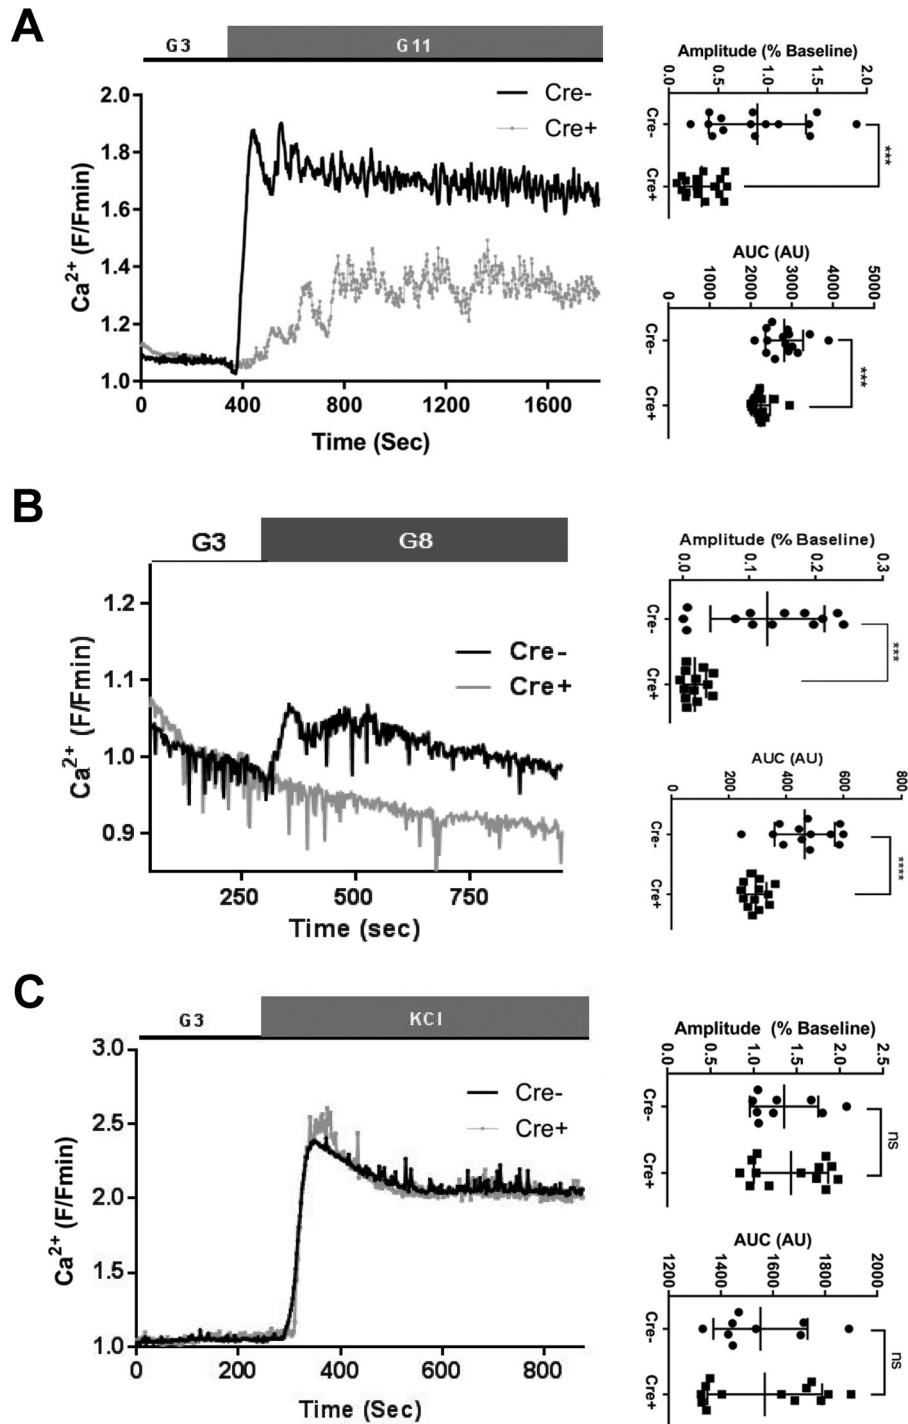 A
G3
G11
Ca2+ (F/Fmin)
2.0
1.8
1.6
1.4
1.2
1.0
Cre-
Cre+
0
400
800
1200
1600
Time (Sec)
Amplitude (% Baseline)
0.0
0.5
1.0
1.5
2.0
Cre-
Cre+
***
AUC (AU)
0
1000
2000
3000
4000
5000
Cre-
Cre+
***
B
G3
G8
Ca2+ (F/Fmin)
1.2
1.1
1.0
0.9
Cre-
Cre+
250
500
750
Time (sec)
Amplitude (% Baseline)
0.0
0.1
0.2
0.3
Cre-
Cre+
***
AUC (AU)
0
200
400
600
800
Cre-
Cre+
****
C
G3
KCl
Ca2+ (F/Fmin)
3.0
2.5
2.0
1.5
1.0
Cre-
Cre+
0
200
400
600
800
Time (Sec)
Amplitude (% Baseline)
0.0
0.5
1.0
1.5
2.0
2.5
Cre-
Cre+
ns
AUC (AU)
1200
1400
1600
1800
2000
Cre-
Cre+
ns